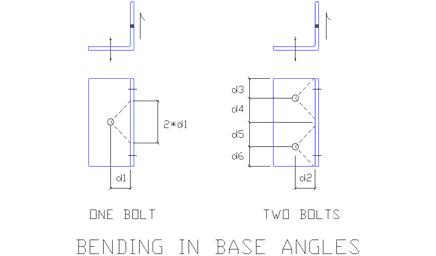 2*d1
d1
d3
d4
d5
d6
d2
ONE BOLT
TWO BOLTS
BENDING IN BASE ANGLES